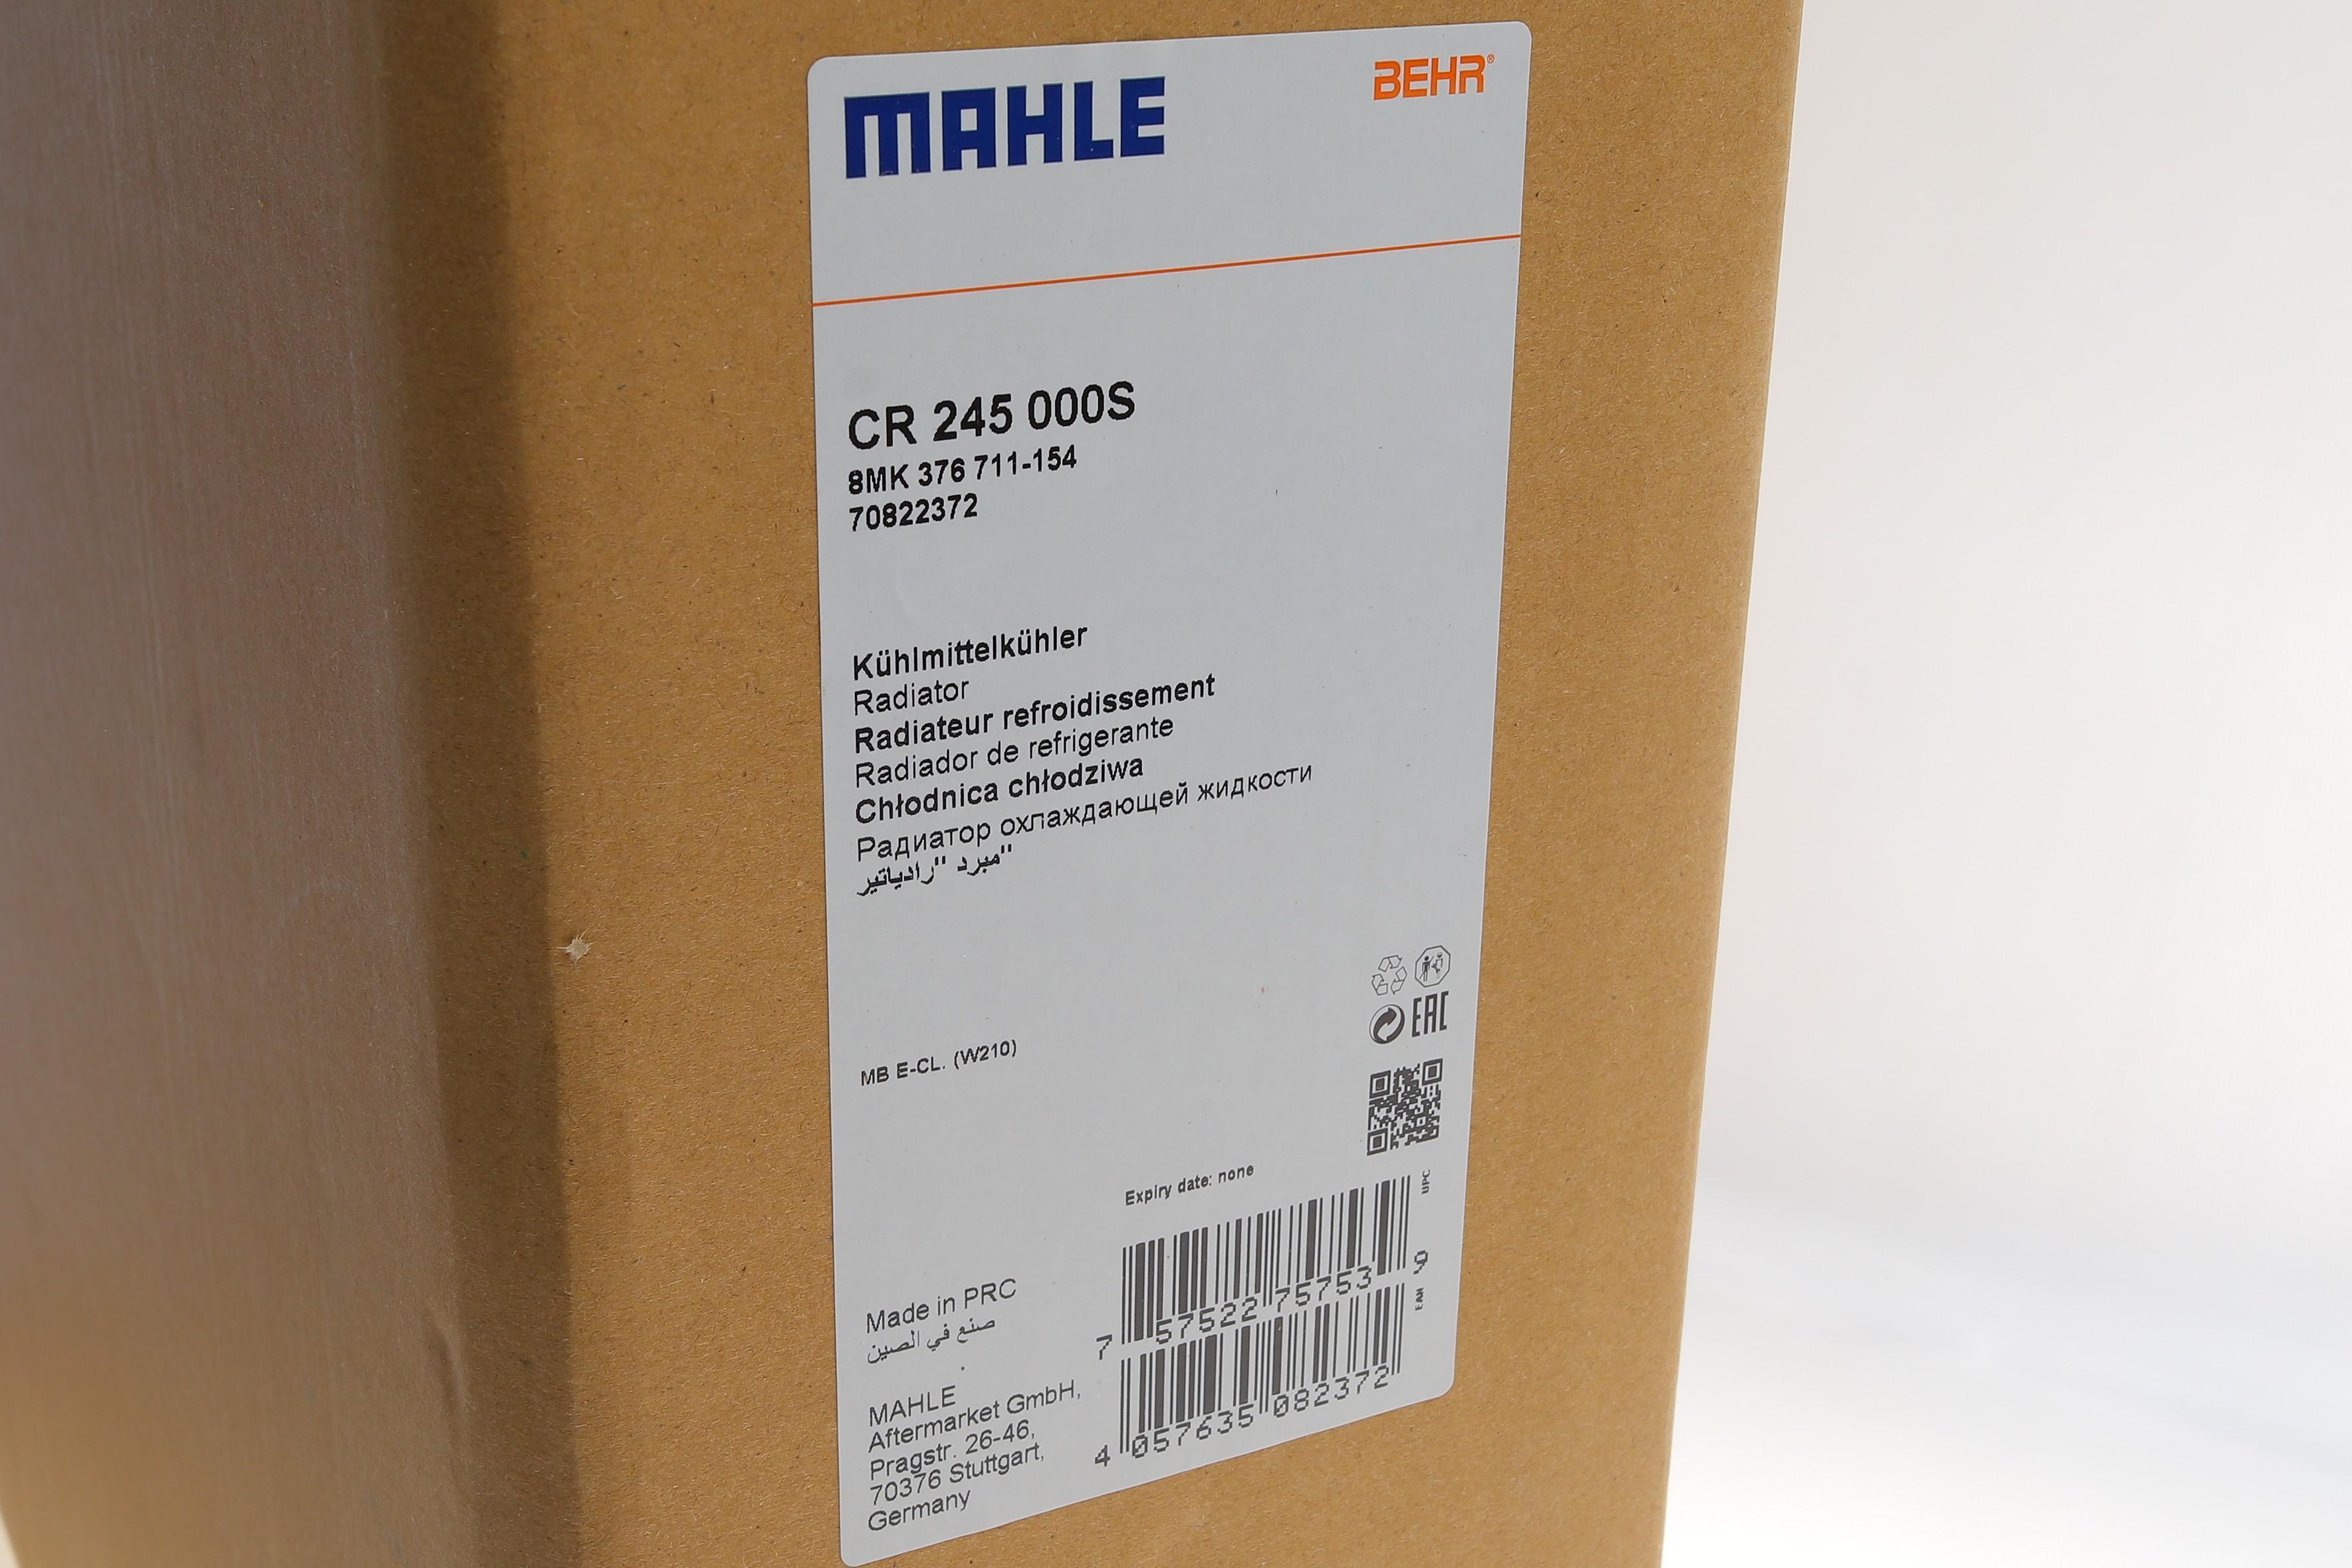 MAHLE
BEHR®
CR 245 000S
8MK 376 711-154
70822372
Kühlmittelkühler
Radiator
Radiateur refroidissement
Radiador de refrigerante
Chłodnica chłodziwa
Радиатор охлаждающей жидкости
مبرد "رادياتير"
EAC
MB E-CL. (W210)
Expiry date: none
UPC
7 57522 75753 9
EAN
4 057635 082372
Made in PRC
صنع في الصين
MAHLE
Aftermarket GmbH,
Pragstr. 26-46,
70376 Stuttgart,
Germany